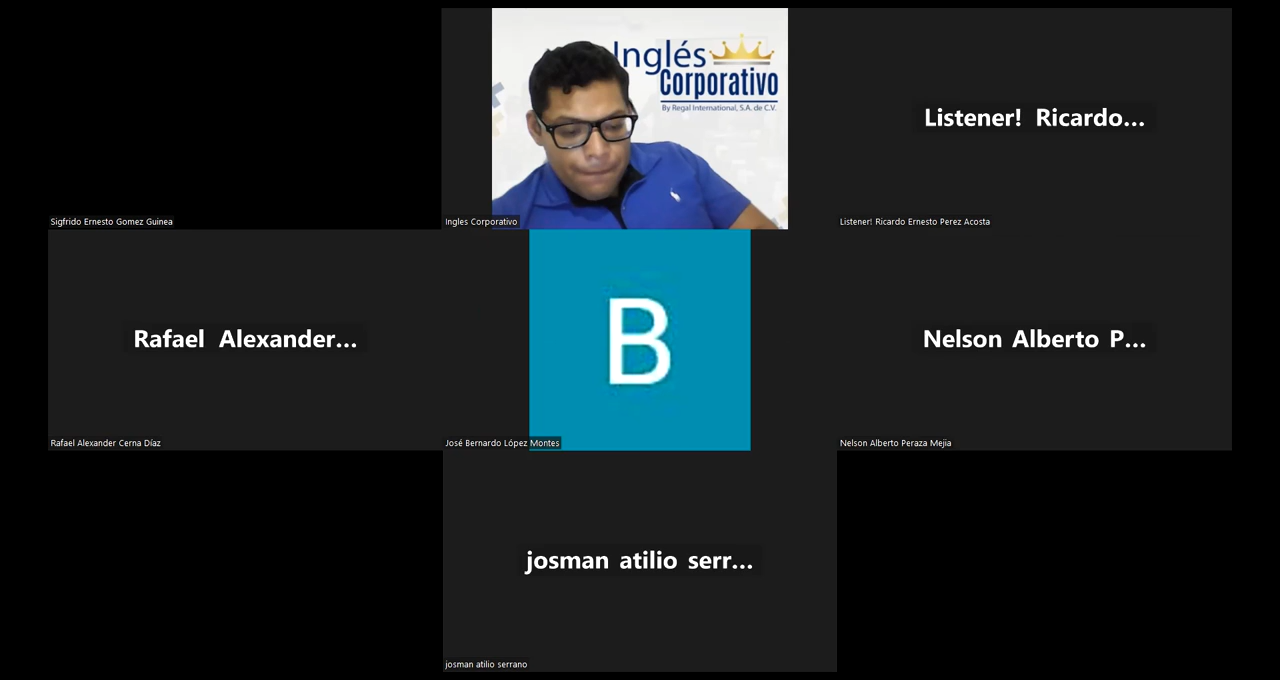 Inglés
Corporativo
By Regal International, S.A. de C.V.
Listener! Ricardo...
Sigfrido Ernesto Gomez Guinea
Ingles Corporativo
Listener! Ricardo Ernesto Perez Acosta
Rafael Alexander...
B
Nelson Alberto P...
Rafael Alexander Cerna Díaz
José Bernardo López Montes
Nelson Alberto Peraza Mejia
josman atilio serr...
josman atilio serrano